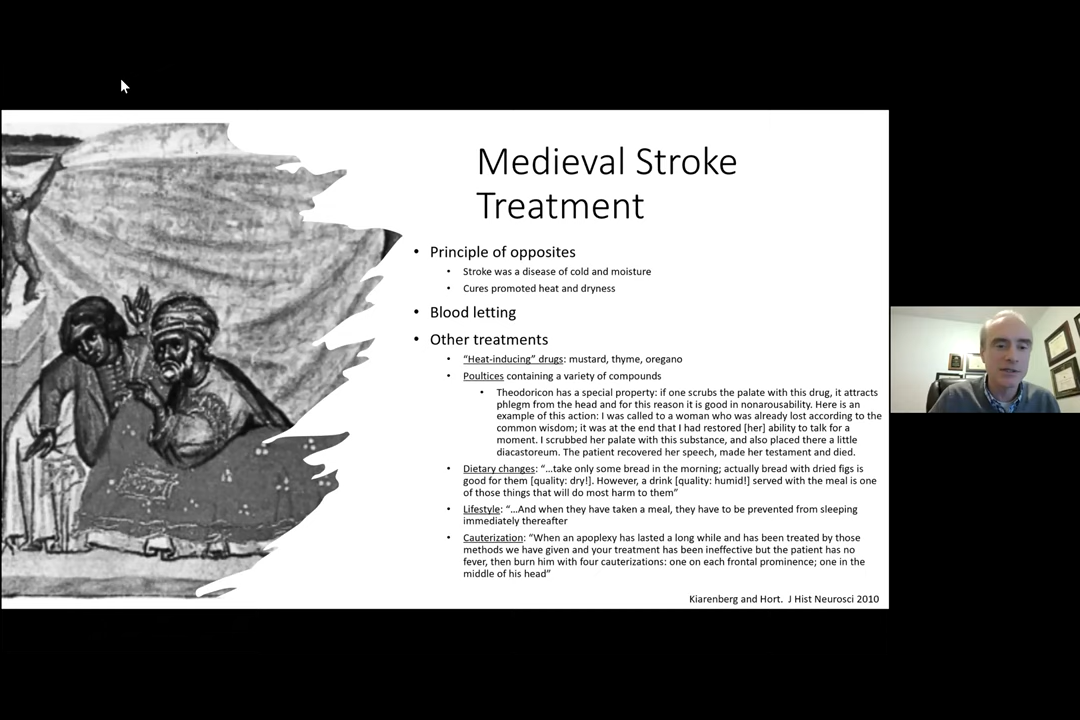 Medieval Stroke
Treatment
• Principle of opposites
• Stroke was a disease of cold and moisture
• Cures promoted heat and dryness
• Blood letting
• Other treatments
• “Heat-inducing” drugs: mustard, thyme, oregano
• Poultices containing a variety of compounds
• Theodoricon has a special property: if one scrubs the palate with this drug, it attracts
phlegm from the head and for this reason it is good in nonarousability. Here is an
example of this action: I was called to a woman who was already lost according to the
common wisdom; it was at the end that I had restored [her] ability to talk for a
moment. I scrubbed her palate with this substance, and also placed there a little
diacastoreum. The patient recovered her speech, made her testament and died.
• Dietary changes: “…take only some bread in the morning; actually bread with dried figs is
good for them [quality: dry!]. However, a drink [quality: humid!] served with the meal is one
of those things that will do most harm to them”
• Lifestyle: “…And when they have taken a meal, they have to be prevented from sleeping
immediately thereafter
• Cauterization: “When an apoplexy has lasted a long while and has been treated by those
methods we have given and your treatment has been ineffective but the patient has no
fever, then burn him with four cauterizations: one on each frontal prominence; one in the
middle of his head”
Kiarenberg and Hort. J Hist Neurosci 2010